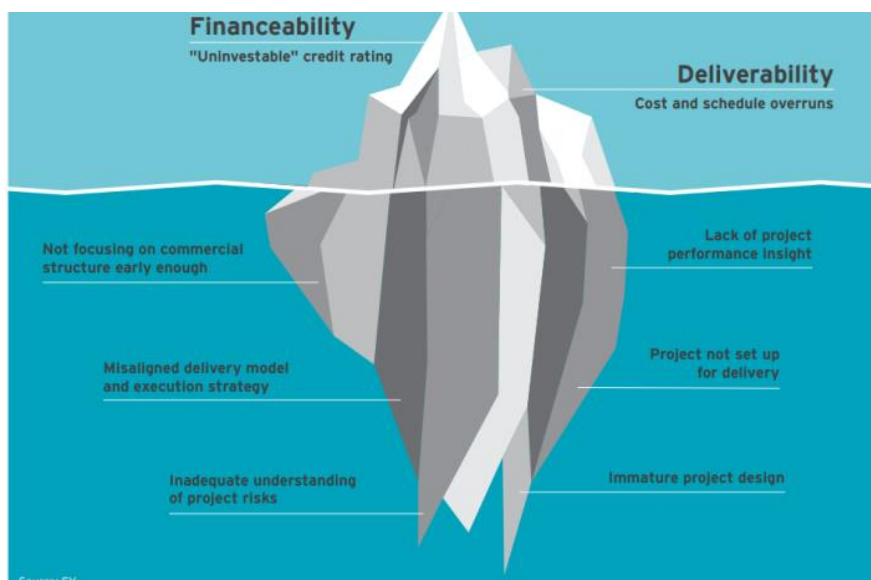 Financeability
"Uninvestable" credit rating
Deliverability
Cost and schedule overruns
Not focusing on commercial
structure early enough
Lack of project
performance insight
Misaligned delivery model
and execution strategy
Project not set up
for delivery
Inadequate understanding
of project risks
Immature project design